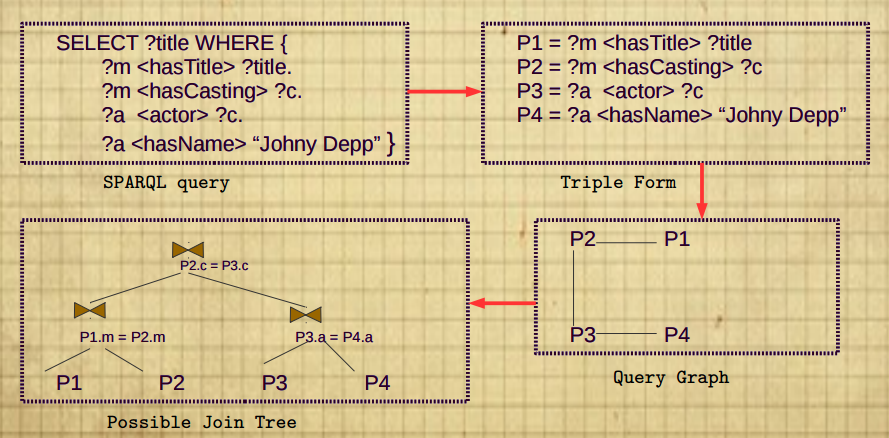 SELECT ?title WHERE {
?m <hasTitle> ?title.
?m <hasCasting> ?c.
?a <actor> ?c.
?a <hasName> “Johny Depp” }
SPARQL query
P1 = ?m <hasTitle> ?title
P2 = ?m <hasCasting> ?c
P3 = ?a <actor> ?c
P4 = ?a <hasName> “Johny Depp”
Triple Form
P2.c = P3.c
P1.m = P2.m P3.a = P4.a
P1 P2 P3 P4
Possible Join Tree
P2 P1
P3 P4
Query Graph